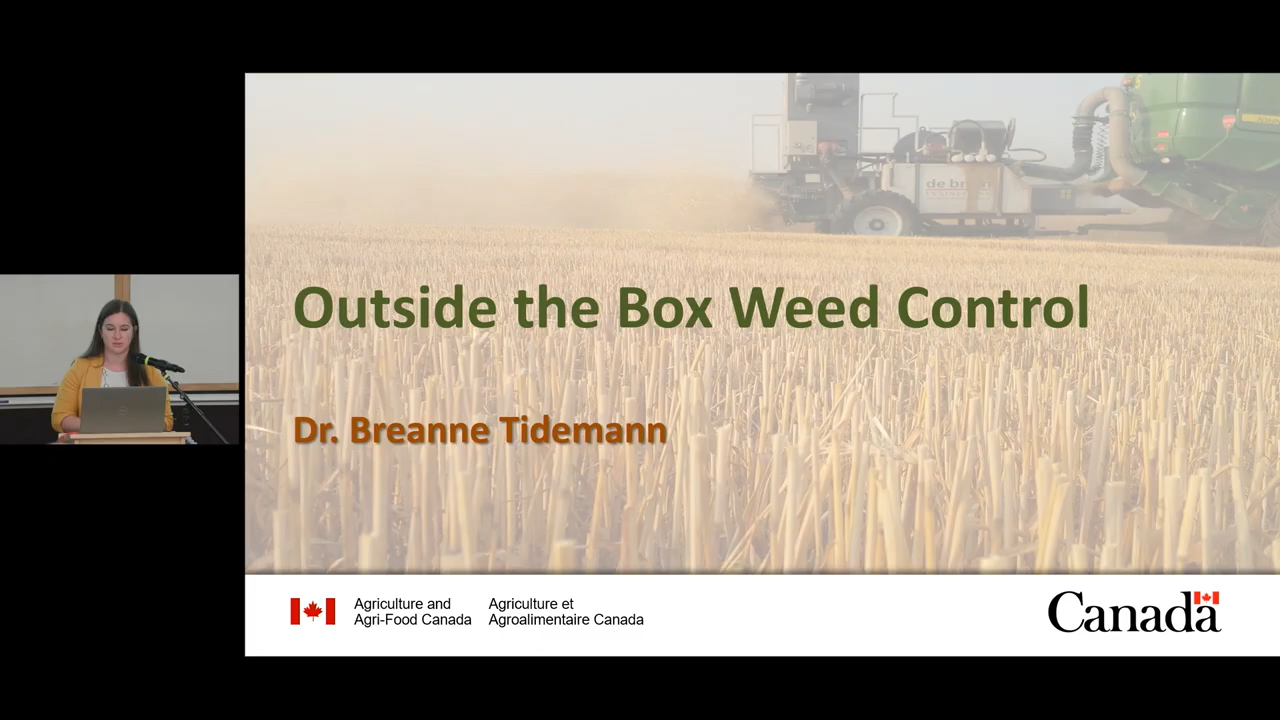 Outside the Box Weed Control
Dr. Breanne Tidemann
Agriculture and
Agri-Food Canada
Agriculture et
Agroalimentaire Canada
Canada